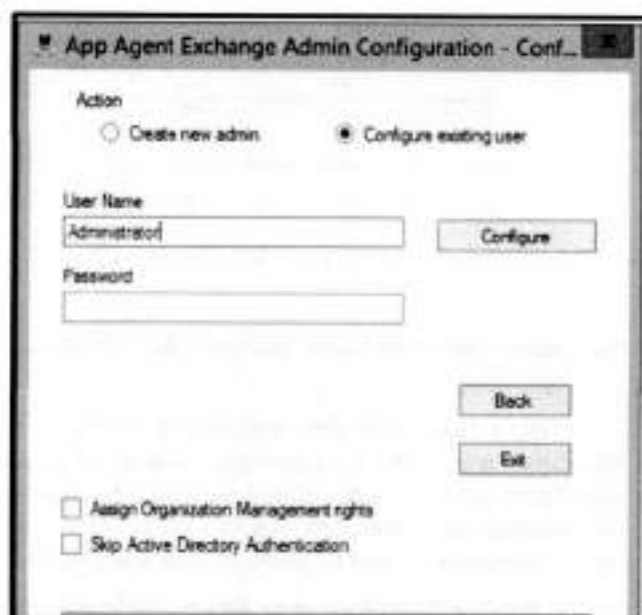 App Agent Exchange Admin Configuration - Conf...
Action
Create new admin
Configure existing user
User Name
Administrator
Configure
Password
Back
Exit
Assign Organization Management rights
Skip Active Directory Authentication